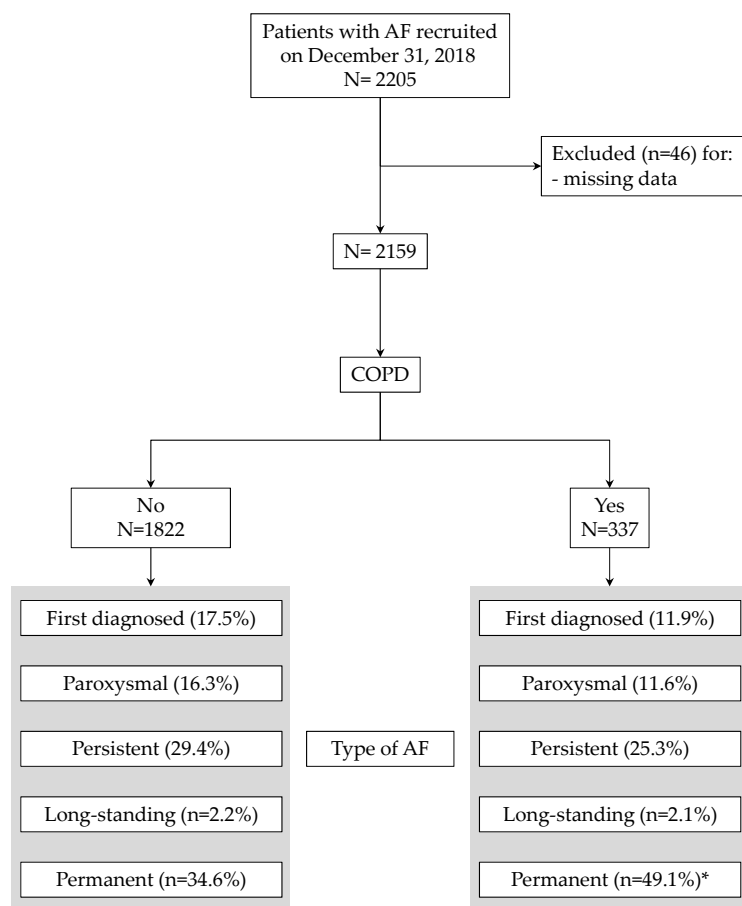 Patients with AF recruited
on December 31, 2018
N= 2205
Excluded (n=46) for:
- missing data
N= 2159
COPD
No
N=1822
Yes
N=337
First diagnosed (17.5%)
Paroxysmal (16.3%)
Persistent (29.4%)
Long-standing (n=2.2%)
Permanent (n=34.6%)
Type of AF
First diagnosed (11.9%)
Paroxysmal (11.6%)
Persistent (25.3%)
Long-standing (n=2.1%)
Permanent (n=49.1%)*